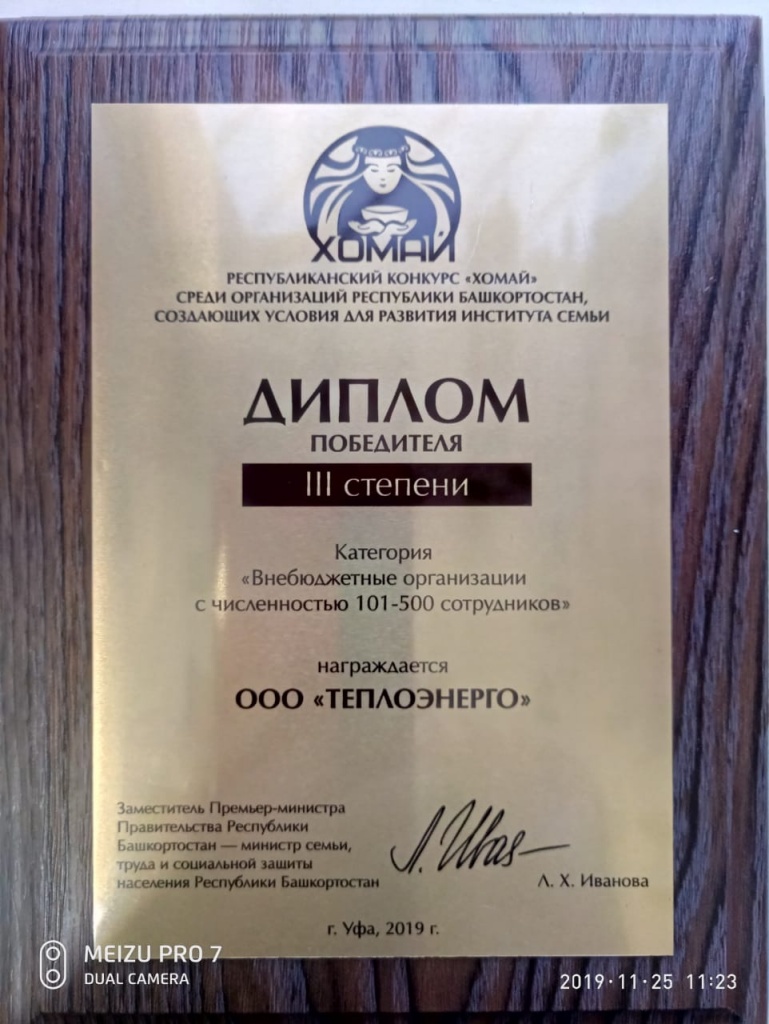 ХОМАЙ
РЕСПУБЛИКАНСКИЙ КОНКУРС «ХОМАЙ»
СРЕДИ ОРГАНИЗАЦИЙ РЕСПУБЛИКИ БАШКОРТОСТАН,
СОЗДАЮЩИХ УСЛОВИЯ ДЛЯ РАЗВИТИЯ ИНСТИТУТА СЕМЬИ
ДИПЛОМ
ПОБЕДИТЕЛЯ
III степени
Категория
«Внебюджетные организации
с численностью 101-500 сотрудников»
награждается
ООО «ТЕПЛОЭНЕРГО»
Заместитель Премьер-министра
Правительства Республики
Башкортостан — министр семьи,
труда и социальной защиты
населения Республики Башкортостан
Л. Х. Иванова
г. Уфа, 2019 г.
MEIZU PRO 7
DUAL CAMERA
2019·11·25 11:23